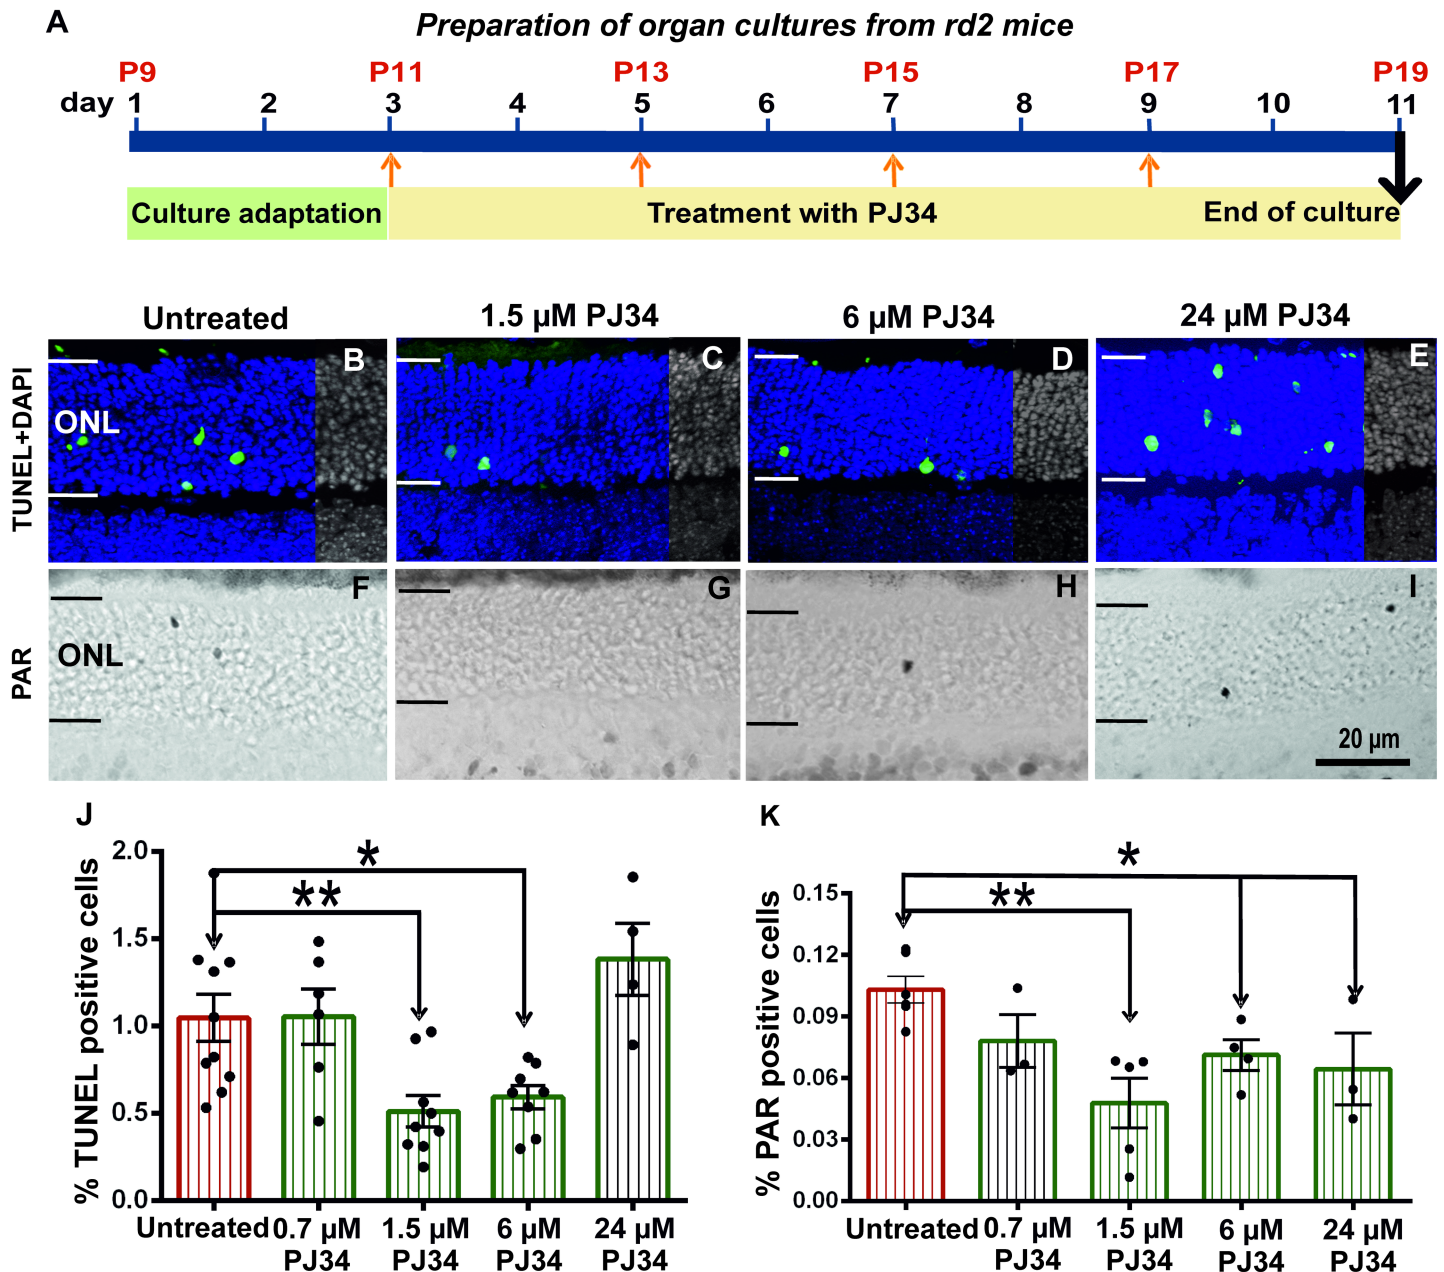 A
Preparation of organ cultures from rd2 mice
P9 P11 P13 P15 P17 P19
day 1 2 3 4 5 6 7 8 9 10 11
Culture adaptation Treatment with PJ34 End of culture
Untreated 1.5 µM PJ34 6 µM PJ34 24 µM PJ34
TUNEL+DAPI
B C D E
ONL
PAR
F G H I
ONL
20 µm
J
% TUNEL positive cells
2.0
1.5
1.0
0.5
0.0
* 
**
Untreated 0.7 µM 1.5 µM 6 µM 24 µM
PJ34 PJ34 PJ34 PJ34
K
% PAR positive cells
0.15
0.12
0.09
0.06
0.03
0.00
*
**
Untreated 0.7 µM 1.5 µM 6 µM 24 µM
PJ34 PJ34 PJ34 PJ34